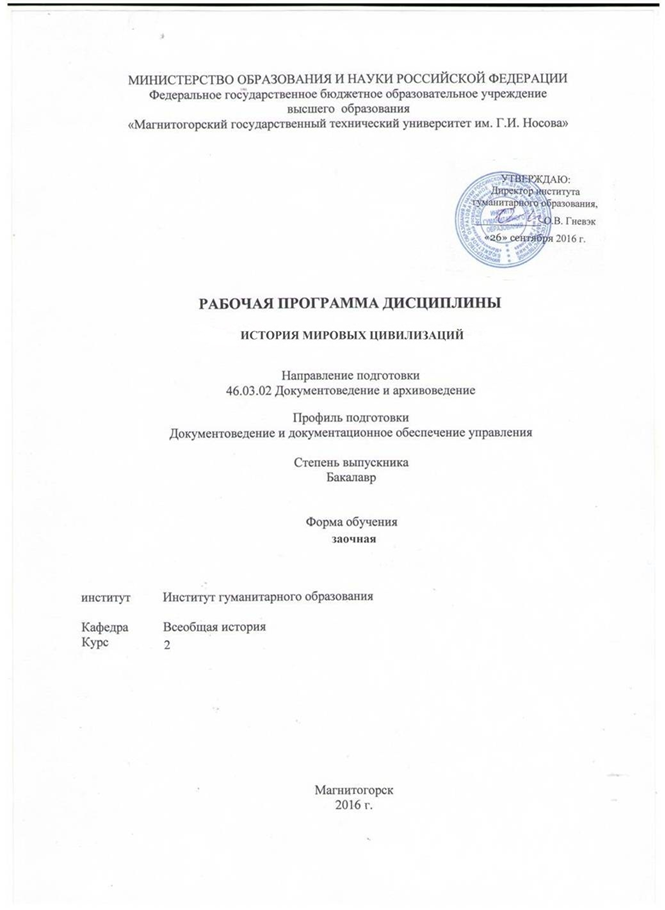 МИНИСТЕРСТВО ОБРАЗОВАНИЯ И НАУКИ РОССИЙСКОЙ ФЕДЕРАЦИИ
Федеральное государственное бюджетное образовательное учреждение
высшего образования
«Магнитогорский государственный технический университет им. Г.И. Носова»
УТВЕРЖДАЮ:
Директор института
гуманитарного образования,
О.В. Гневэк
«26» сентября 2016 г.
РАБОЧАЯ ПРОГРАММА ДИСЦИПЛИНЫ
ИСТОРИЯ МИРОВЫХ ЦИВИЛИЗАЦИЙ
Направление подготовки
46.03.02 Документоведение и архивоведение
Профиль подготовки
Документоведение и документационное обеспечение управления
Степень выпускника
Бакалавр
Форма обучения
заочная
институт Институт гуманитарного образования
Кафедра Всеобщая история
Курс 2
Магнитогорск
2016 г.